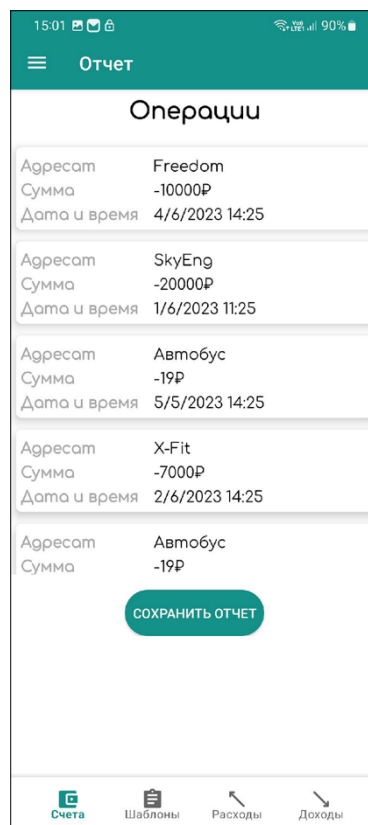 15:01 90%
Отчет
Операции
Адресат Freedom
Сумма -10000₽
Дата и время 4/6/2023 14:25
Адресат SkyEng
Сумма -20000₽
Дата и время 1/6/2023 11:25
Адресат Автобус
Сумма -19₽
Дата и время 5/5/2023 14:25
Адресат X-Fit
Сумма -7000₽
Дата и время 2/6/2023 14:25
Адресат Автобус
Сумма -19₽
СОХРАНИТЬ ОТЧЕТ
Счета Шаблоны Расходы Доходы